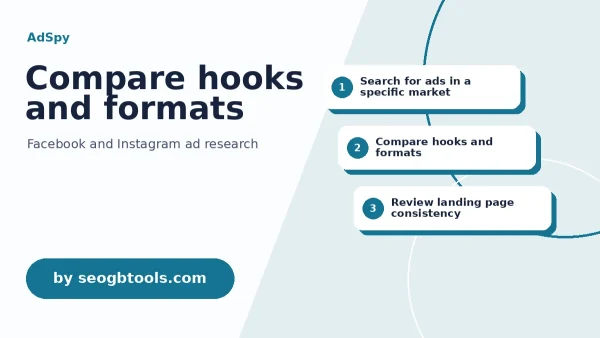 AdSpy
Compare hooks
and formats
Facebook and Instagram ad research
by seogbtools.com
1
Search for ads in a
specific market
2
Compare hooks and
formats
3
Review landing page
consistency